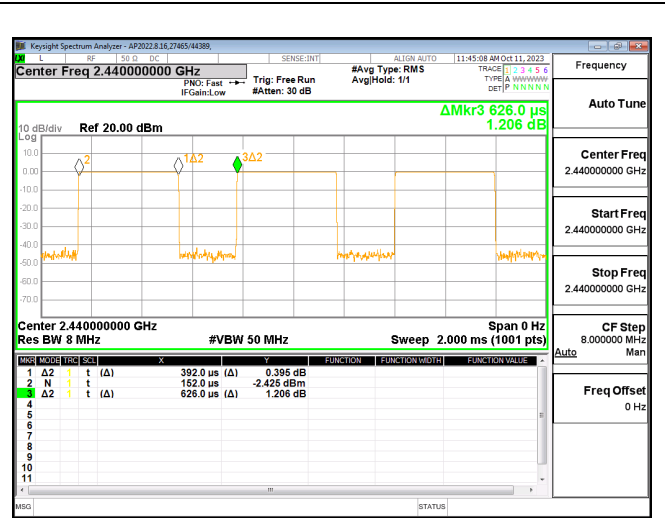 Keysight Spectrum Analyzer - AP2022.8.16,27465/44389,
L RF 50 Ω DC SENSE:INT ALIGN AUTO 11:45:08 AM Oct 11, 2023
Center Freq 2.440000000 GHz
PNO: Fast
IFGain:Low
Trig: Free Run
#Atten: 30 dB
#Avg Type: RMS
Avg|Hold: 1/1
TRACE 1 2 3 4 5 6
TYPE A WWWWW
DET P N N N N N
ΔMkr3 626.0 µs
1.206 dB
10 dB/div Ref 20.00 dBm
Log
10.0
0.00
-10.0
-20.0
-30.0
-40.0
-50.0
-60.0
-70.0
2
1Δ2
3Δ2
Center 2.440000000 GHz Span 0 Hz
Res BW 8 MHz #VBW 50 MHz Sweep 2.000 ms (1001 pts)
MKR MODE TRC SCL X Y FUNCTION FUNCTION WIDTH FUNCTION VALUE
1 Δ2 1 t (Δ) 392.0 µs (Δ) 0.395 dB
2 N 1 t 152.0 µs -2.425 dBm
3 Δ2 1 t (Δ) 626.0 µs (Δ) 1.206 dB
4
5
6
7
8
9
10
11
MSG STATUS
Frequency
Auto Tune
Center Freq
2.440000000 GHz
Start Freq
2.440000000 GHz
Stop Freq
2.440000000 GHz
CF Step
8.000000 MHz
Auto Man
Freq Offset
0 Hz